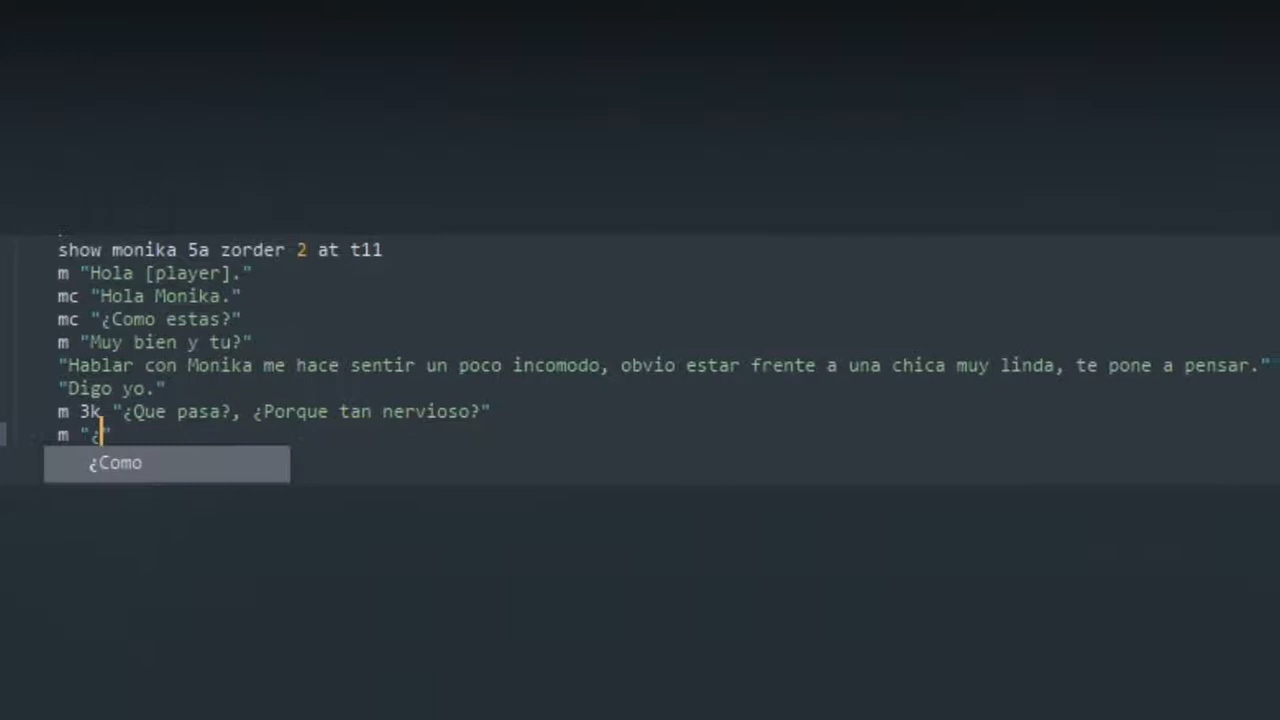 show monika 5a zorder 2 at t11
m "Hola [player]."
mc "Hola Monika."
mc "¿Como estas?"
m "Muy bien y tu?"
"Hablar con Monika me hace sentir un poco incomodo, obvio estar frente a una chica muy linda, te pone a pensar."
"Digo yo."
m 3k "¿Que pasa?, ¿Porque tan nervioso?"
m "¿"
¿Como